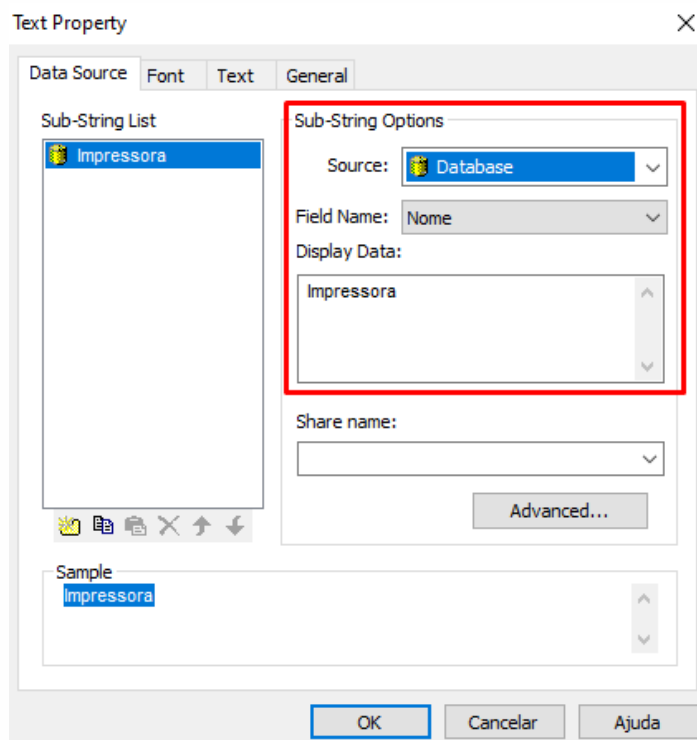 Text Property
Data Source Font Text General
Sub-String List
Impressora
Sub-String Options
Source: Database
Field Name: Nome
Display Data:
Impressora
Share name:
Advanced...
Sample
Impressora
OK Cancelar Ajuda